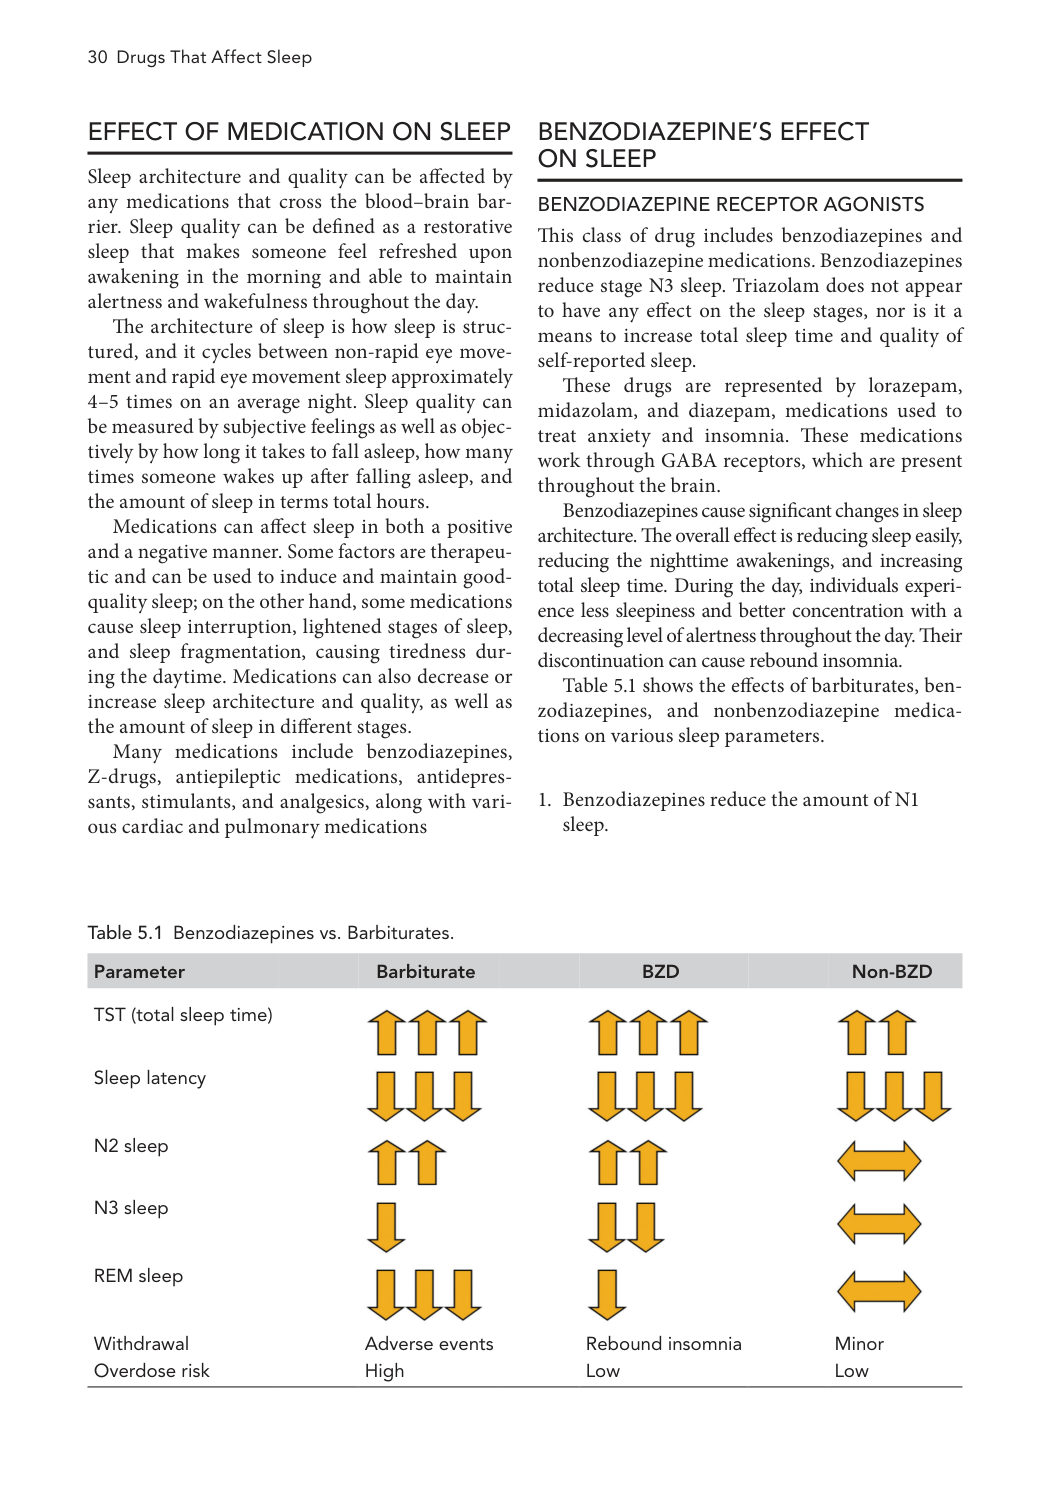 30 Drugs That Affect Sleep
EFFECT OF MEDICATION ON SLEEP
Sleep architecture and quality can be affected by
any medications that cross the blood–brain bar-
rier. Sleep quality can be defined as a restorative
sleep that makes someone feel refreshed upon
awakening in the morning and able to maintain
alertness and wakefulness throughout the day.
The architecture of sleep is how sleep is struc-
tured, and it cycles between non-rapid eye move-
ment and rapid eye movement sleep approximately
4–5 times on an average night. Sleep quality can
be measured by subjective feelings as well as objec-
tively by how long it takes to fall asleep, how many
times someone wakes up after falling asleep, and
the amount of sleep in terms total hours.
Medications can affect sleep in both a positive
and a negative manner. Some factors are therapeu-
tic and can be used to induce and maintain good-
quality sleep; on the other hand, some medications
cause sleep interruption, lightened stages of sleep,
and sleep fragmentation, causing tiredness dur-
ing the daytime. Medications can also decrease or
increase sleep architecture and quality, as well as
the amount of sleep in different stages.
Many medications include benzodiazepines,
Z-drugs, antiepileptic medications, antidepres-
sants, stimulants, and analgesics, along with vari-
ous cardiac and pulmonary medications
BENZODIAZEPINE’S EFFECT
ON SLEEP
BENZODIAZEPINE RECEPTOR AGONISTS
This class of drug includes benzodiazepines and
nonbenzodiazepine medications. Benzodiazepines
reduce stage N3 sleep. Triazolam does not appear
to have any effect on the sleep stages, nor is it a
means to increase total sleep time and quality of
self-reported sleep.
These drugs are represented by lorazepam,
midazolam, and diazepam, medications used to
treat anxiety and insomnia. These medications
work through GABA receptors, which are present
throughout the brain.
Benzodiazepines cause significant changes in sleep
architecture. The overall effect is reducing sleep easily,
reducing the nighttime awakenings, and increasing
total sleep time. During the day, individuals experi-
ence less sleepiness and better concentration with a
decreasing level of alertness throughout the day. Their
discontinuation can cause rebound insomnia.
Table 5.1 shows the effects of barbiturates, ben-
zodiazepines, and nonbenzodiazepine medica-
tions on various sleep parameters.
1. Benzodiazepines reduce the amount of N1
sleep.
Table 5.1 Benzodiazepines vs. Barbiturates.
Parameter Barbiturate BZD Non-BZD
TST (total sleep time)
Sleep latency
N2 sleep
N3 sleep
REM sleep
Withdrawal Adverse events Rebound insomnia Minor
Overdose risk High Low Low